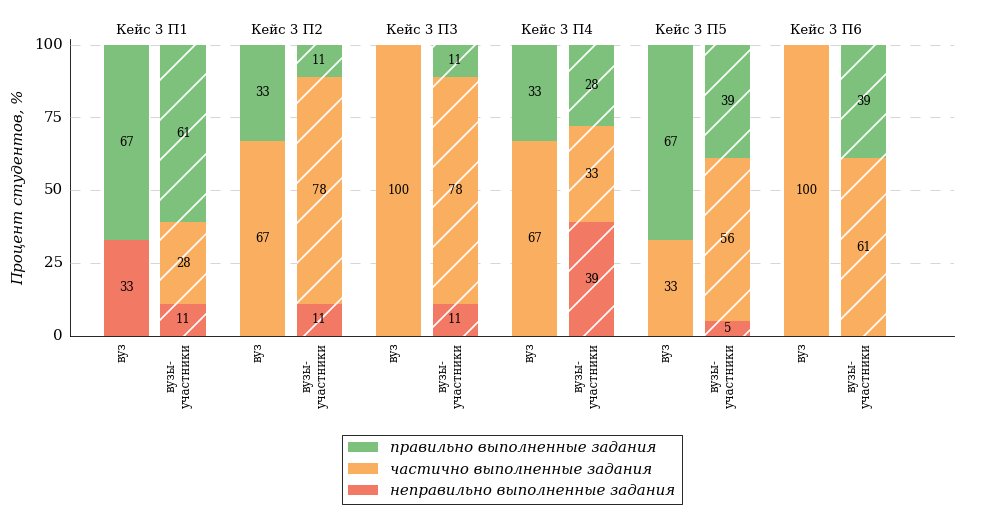 Кейс 3 П1 Кейс 3 П2 Кейс 3 П3 Кейс 3 П4 Кейс 3 П5 Кейс 3 П6
Процент студентов, %
100
75
50
25
0
67
33
61
28
11
33
67
11
78
11
100
11
78
11
33
67
28
33
39
67
33
39
56
5
100
39
61
вуз
вузы-
участники
вуз
вузы-
участники
вуз
вузы-
участники
вуз
вузы-
участники
вуз
вузы-
участники
вуз
вузы-
участники
правильно выполненные задания
частично выполненные задания
неправильно выполненные задания